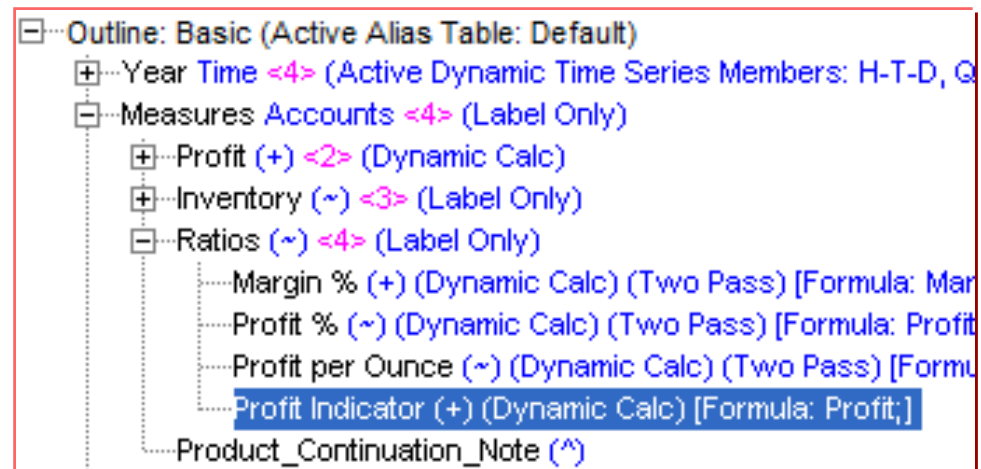 Outline: Basic (Active Alias Table: Default)
Year Time <4> (Active Dynamic Time Series Members: H-T-D, Q
Measures Accounts <4> (Label Only)
Profit (+) <2> (Dynamic Calc)
Inventory (~) <3> (Label Only)
Ratios (~) <4> (Label Only)
Margin % (+) (Dynamic Calc) (Two Pass) [Formula: Mar
Profit % (~) (Dynamic Calc) (Two Pass) [Formula: Profit
Profit per Ounce (~) (Dynamic Calc) (Two Pass) [Formu
Profit Indicator (+) (Dynamic Calc) [Formula: Profit;]
Product_Continuation_Note (^)